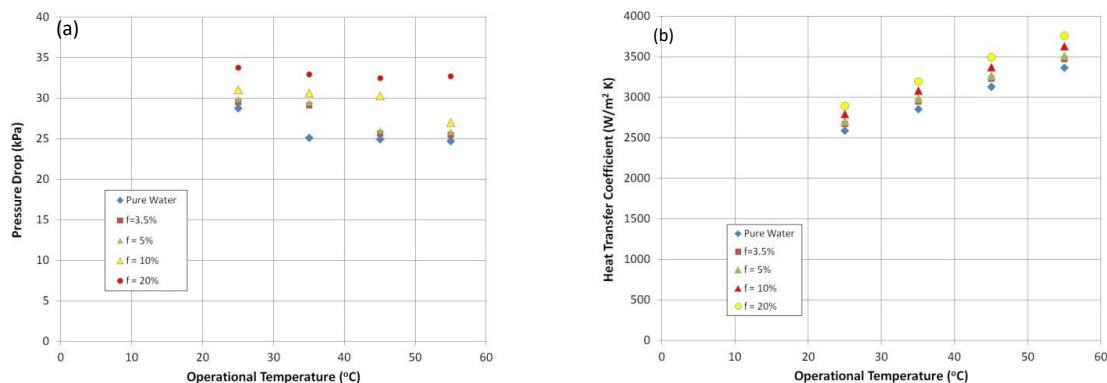 (a)
40
35
30
25
20
15
10
5
0
0 10 20 30 40 50 60
Pressure Drop (kPa)
Operational Temperature (°C)
Pure Water
f=3.5%
f = 5%
f = 10%
f = 20%
(b)
4000
3500
3000
2500
2000
1500
1000
500
0
0 10 20 30 40 50 60
Heat Transfer Coefficient (W/m² K)
Operational Temperature (°C)
Pure Water
f=3.5%
f = 5%
f = 10%
f = 20%